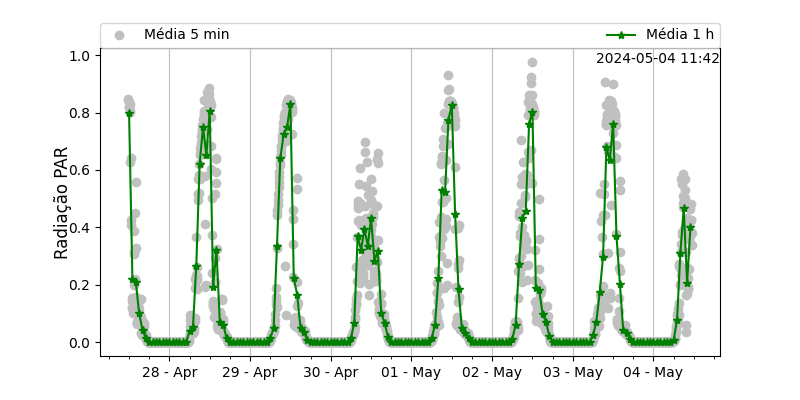 Média 5 min
Média 1 h
2024-05-04 11:42
1.0
0.8
0.6
0.4
0.2
0.0
Radiação PAR
28 - Apr
29 - Apr
30 - Apr
01 - May
02 - May
03 - May
04 - May